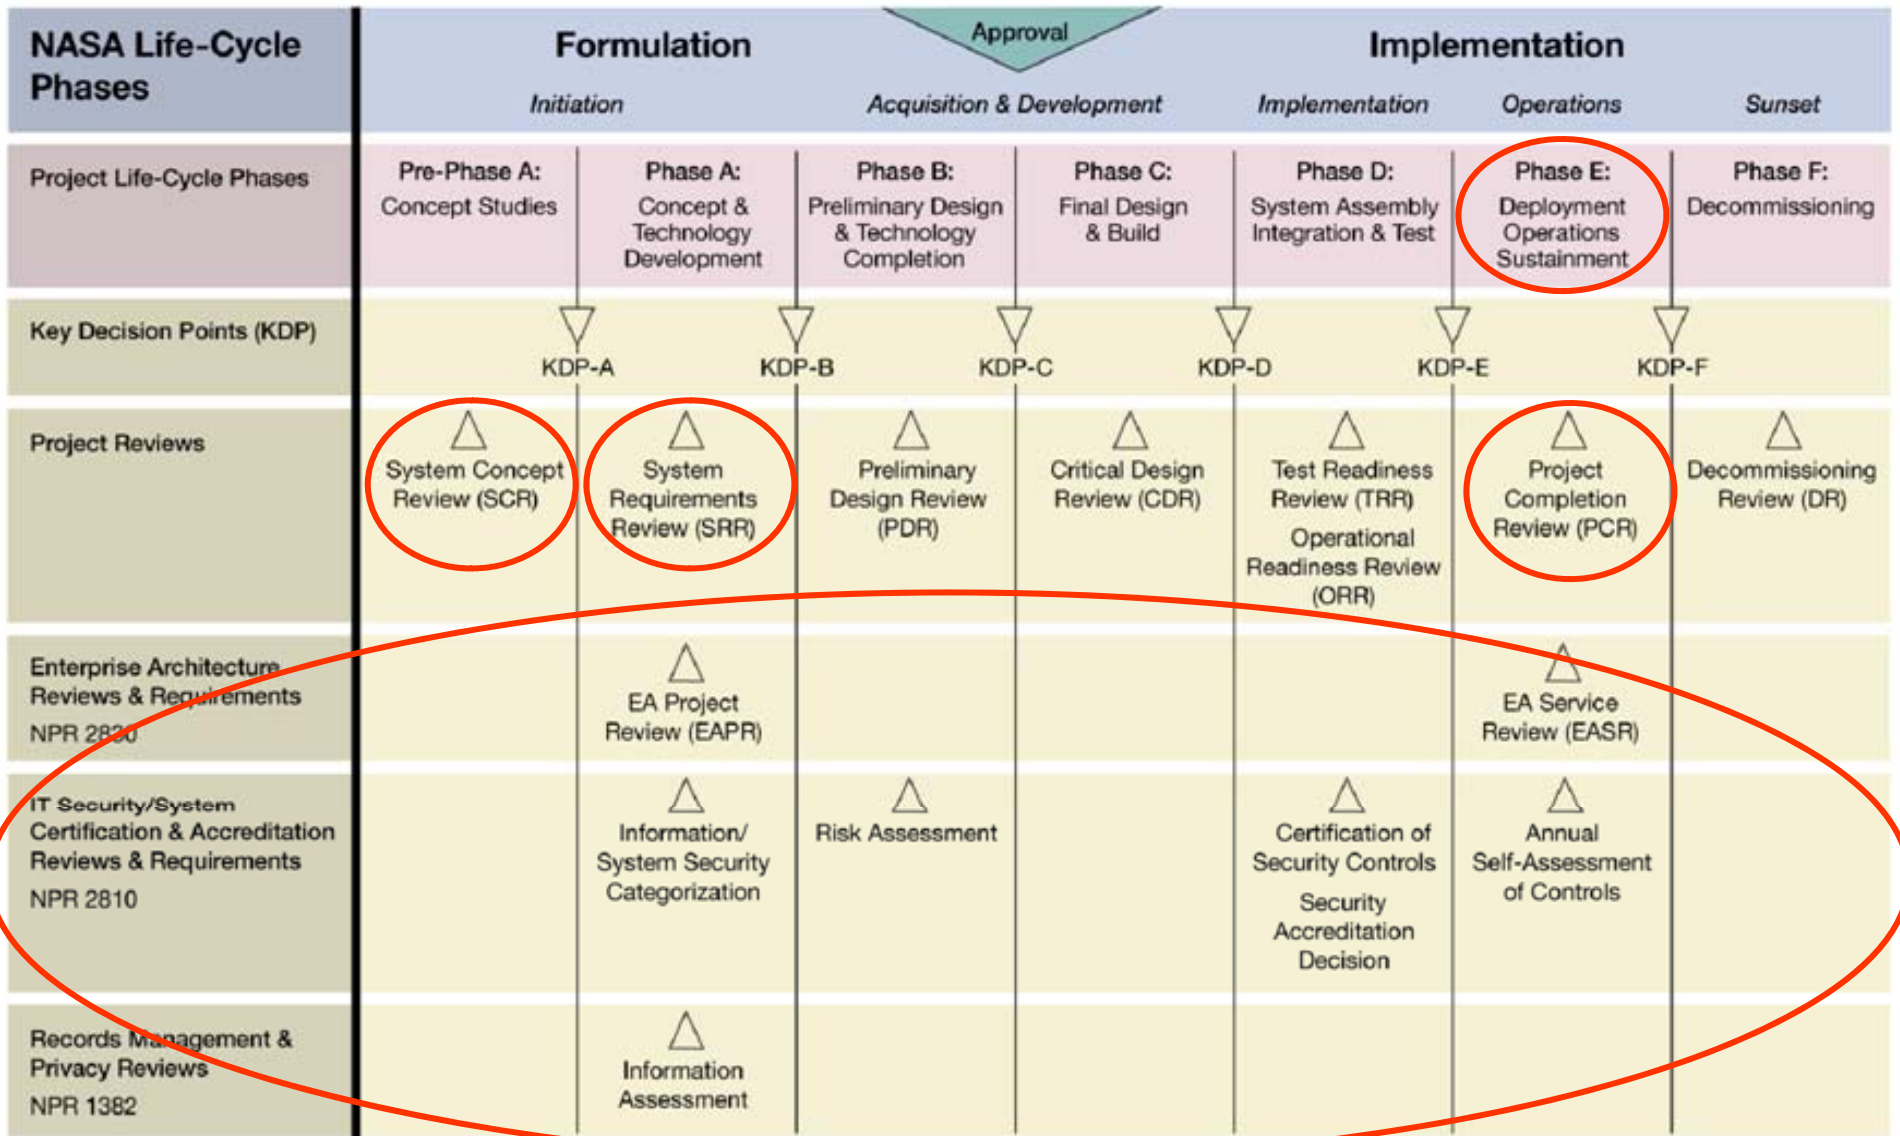 NASA Life-Cycle
Phases
Formulation
Approval
Implementation
Initiation
Acquisition & Development
Implementation
Operations
Sunset
Project Life-Cycle Phases
Pre-Phase A:
Concept Studies
Phase A:
Concept &
Technology
Development
Phase B:
Preliminary Design
& Technology
Completion
Phase C:
Final Design
& Build
Phase D:
System Assembly
Integration & Test
Phase E:
Deployment
Operations
Sustainment
Phase F:
Decommissioning
Key Decision Points (KDP)
KDP-A
KDP-B
KDP-C
KDP-D
KDP-E
KDP-F
Project Reviews
System Concept
Review (SCR)
System
Requirements
Review (SRR)
Preliminary
Design Review
(PDR)
Critical Design
Review (CDR)
Test Readiness
Review (TRR)
Operational
Readiness Review
(ORR)
Project
Completion
Review (PCR)
Decommissioning
Review (DR)
Enterprise Architecture
Reviews & Requirements
NPR 2830
EA Project
Review (EAPR)
EA Service
Review (EASR)
IT Security/System
Certification & Accreditation
Reviews & Requirements
NPR 2810
Information/
System Security
Categorization
Risk Assessment
Certification of
Security Controls
Security
Accreditation
Decision
Annual
Self-Assessment
of Controls
Records Management &
Privacy Reviews
NPR 1382
Information
Assessment